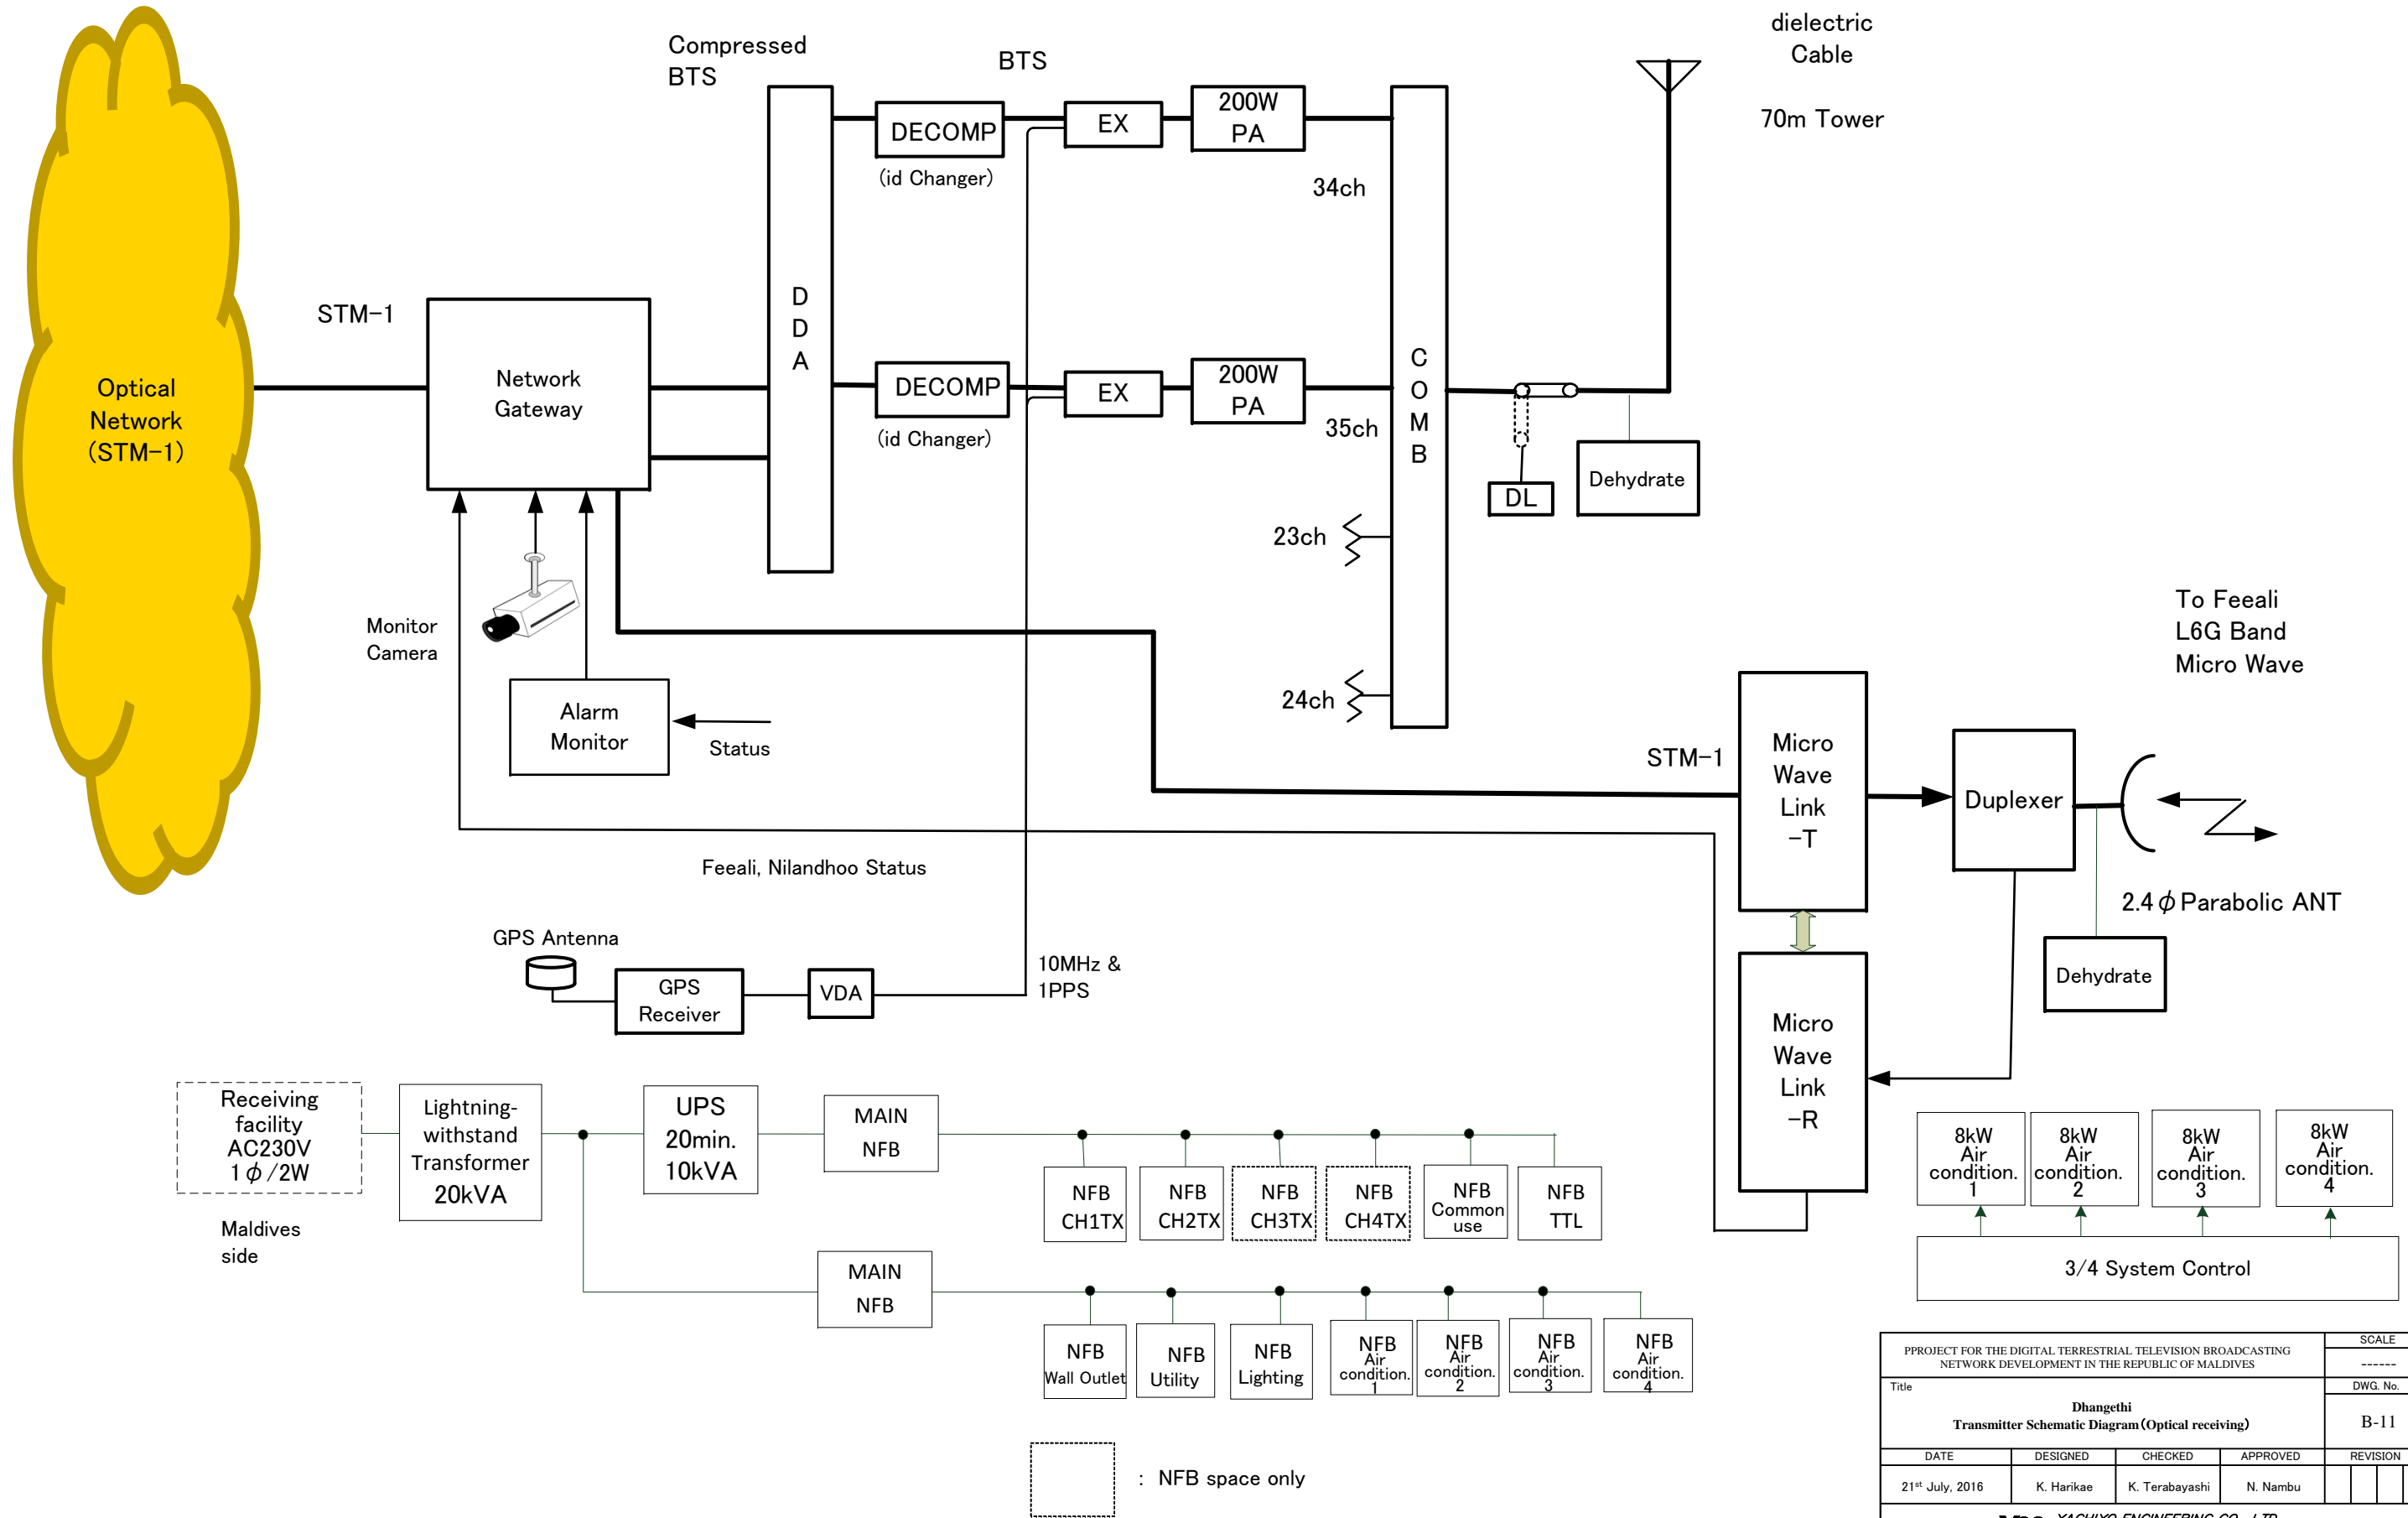 dielectric
Cable
70m Tower
Compressed
BTS
BTS
DECOMP
(id Changer)
EX
200W
PA
34ch
STM-1
Optical
Network
(STM-1)
Network
Gateway
D
D
A
DECOMP
(id Changer)
EX
200W
PA
35ch
C
O
M
B
DL
Dehydrate
23ch
24ch
Monitor
Camera
Alarm
Monitor
Status
To Feeali
L6G Band
Micro Wave
STM-1
Micro
Wave
Link
-T
Duplexer
2.4φ Parabolic ANT
Dehydrate
Feeali, Nilandhoo Status
GPS Antenna
GPS
Receiver
VDA
10MHz &
1PPS
Micro
Wave
Link
-R
Receiving
facility
AC230V
1φ/2W
Maldives
side
Lightning-
withstand
Transformer
20kVA
UPS
20min.
10kVA
MAIN
NFB
NFB
CH1TX
NFB
CH2TX
NFB
CH3TX
NFB
CH4TX
NFB
Common
use
NFB
TTL
MAIN
NFB
NFB
Wall Outlet
NFB
Utility
NFB
Lighting
NFB
Air
condition.
1
NFB
Air
condition.
2
NFB
Air
condition.
3
NFB
Air
condition.
4
8kW
Air
condition.
1
8kW
Air
condition.
2
8kW
Air
condition.
3
8kW
Air
condition.
4
3/4 System Control
: NFB space only
PPROJECT FOR THE DIGITAL TERRESTRIAL TELEVISION BROADCASTING
NETWORK DEVELOPMENT IN THE REPUBLIC OF MALDIVES
SCALE
------
Title
Dhangethi
Transmitter Schematic Diagram(Optical receiving)
DWG. No.
B-11
DATE
DESIGNED
CHECKED
APPROVED
REVISION
21st July, 2016
K. Harikae
K. Terabayashi
N. Nambu
YACHIYO ENGINEERING CO., LTD.